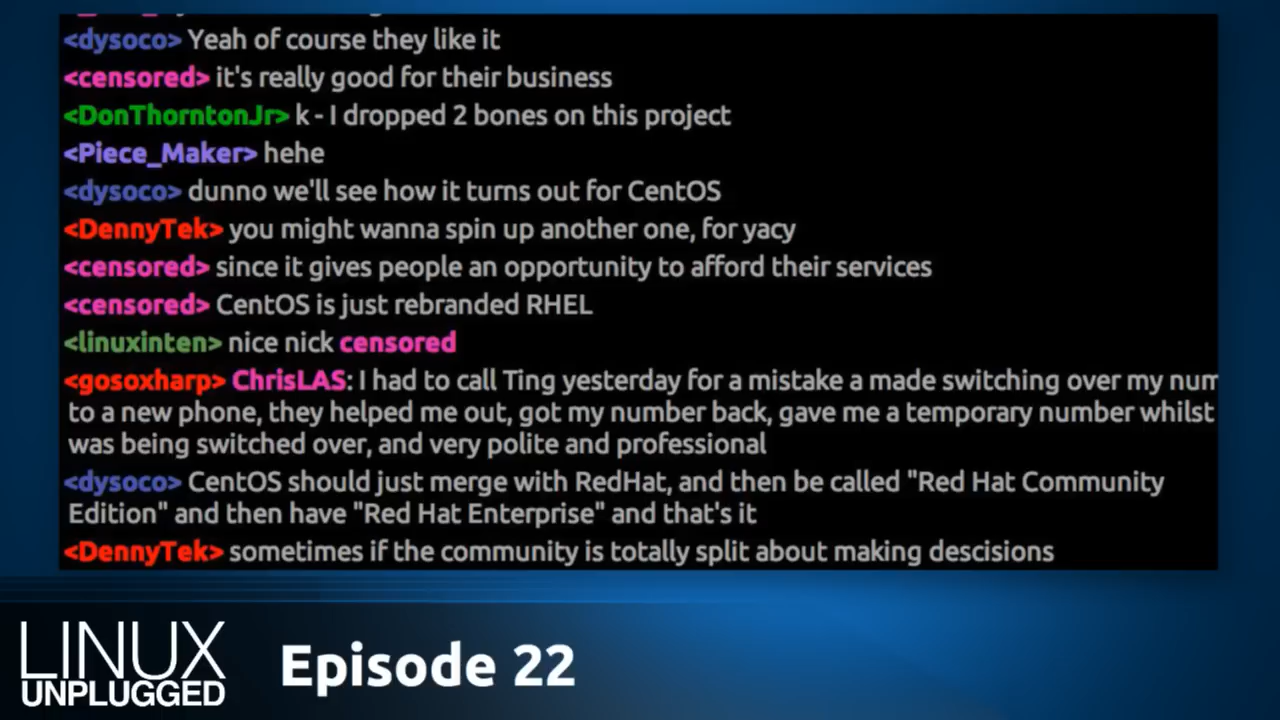 <dysoco> Yeah of course they like it
<censored> it's really good for their business
<DonThorntonJr> k - I dropped 2 bones on this project
<Piece_Maker> hehe
<dysoco> dunno we'll see how it turns out for CentOS
<DennyTek> you might wanna spin up another one, for yacy
<censored> since it gives people an opportunity to afford their services
<censored> CentOS is just rebranded RHEL
<linuxinten> nice nick censored
<gosoxharp> ChrisLAS: I had to call Ting yesterday for a mistake a made switching over my num
to a new phone, they helped me out, got my number back, gave me a temporary number whilst
was being switched over, and very polite and professional
<dysoco> CentOS should just merge with RedHat, and then be called "Red Hat Community
Edition" and then have "Red Hat Enterprise" and that's it
<DennyTek> sometimes if the community is totally split about making descisions
LINUX
UNPLUGGED
Episode 22